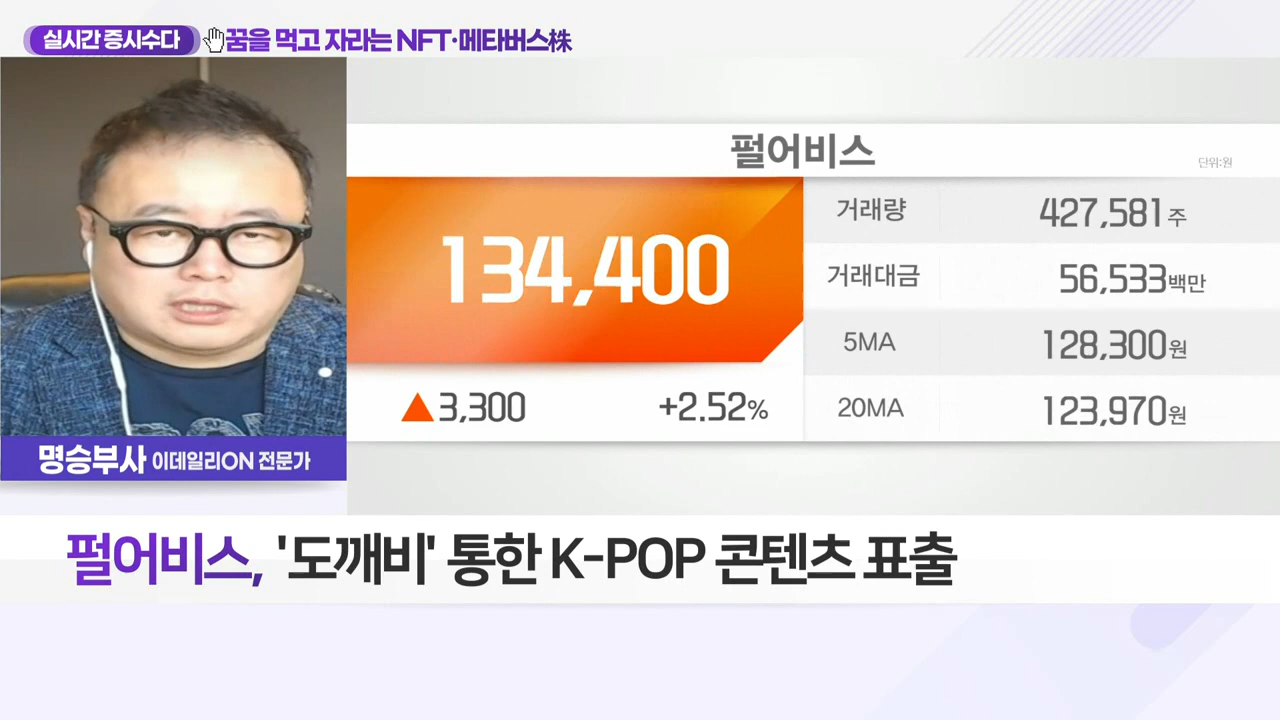 실시간 증시수다 꿈을 먹고 자라는 NFT·메타버스株
펄어비스
단위:원
134,400
▲3,300 +2.52%
거래량 427,581주
거래대금 56,533백만
5MA 128,300원
20MA 123,970원
명승부사 이데일리ON 전문가
펄어비스, '도깨비' 통한 K-POP 콘텐츠 표출